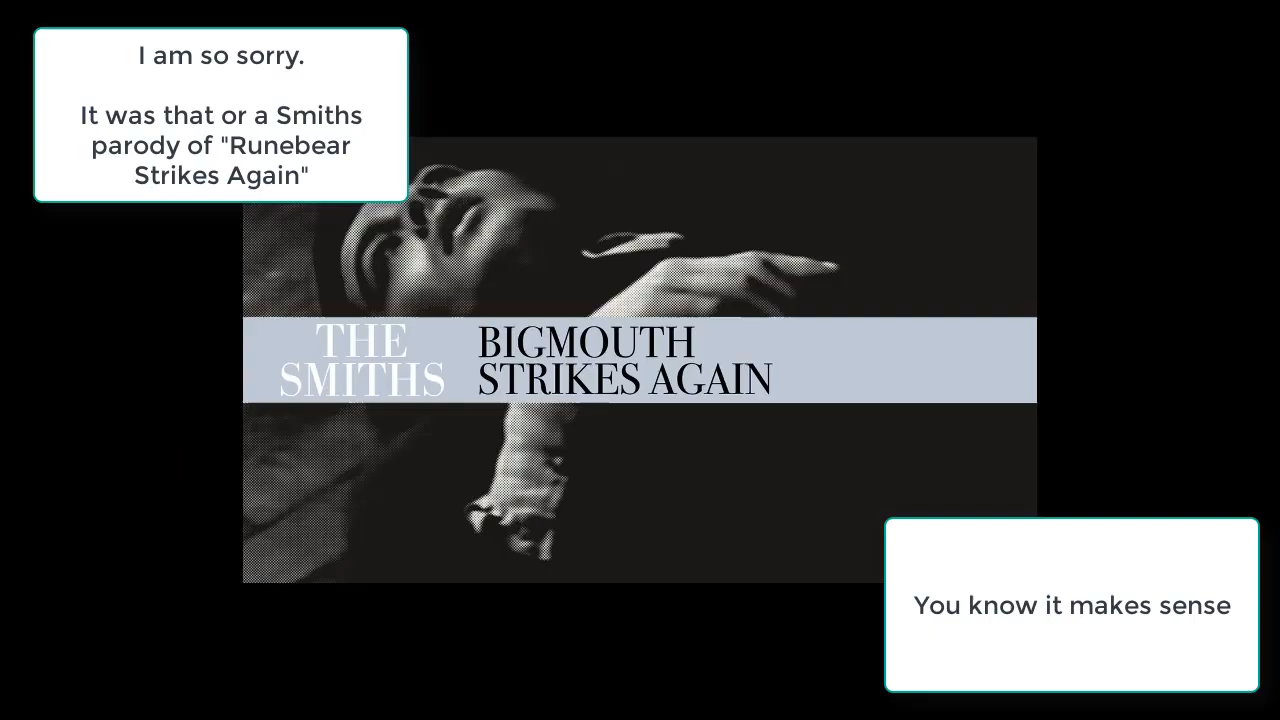 I am so sorry.
It was that or a Smiths
parody of "Runebear
Strikes Again"
THE
SMITHS
BIGMOUTH
STRIKES AGAIN
You know it makes sense